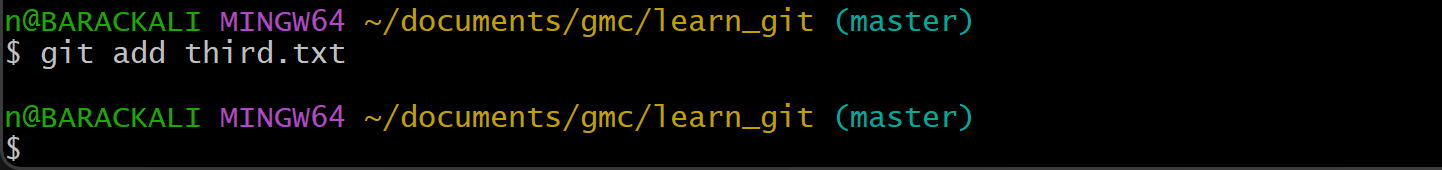 n@BARACKALI MINGW64 ~/documents/gmc/learn_git (master)
$ git add third.txt
n@BARACKALI MINGW64 ~/documents/gmc/learn_git (master)
$